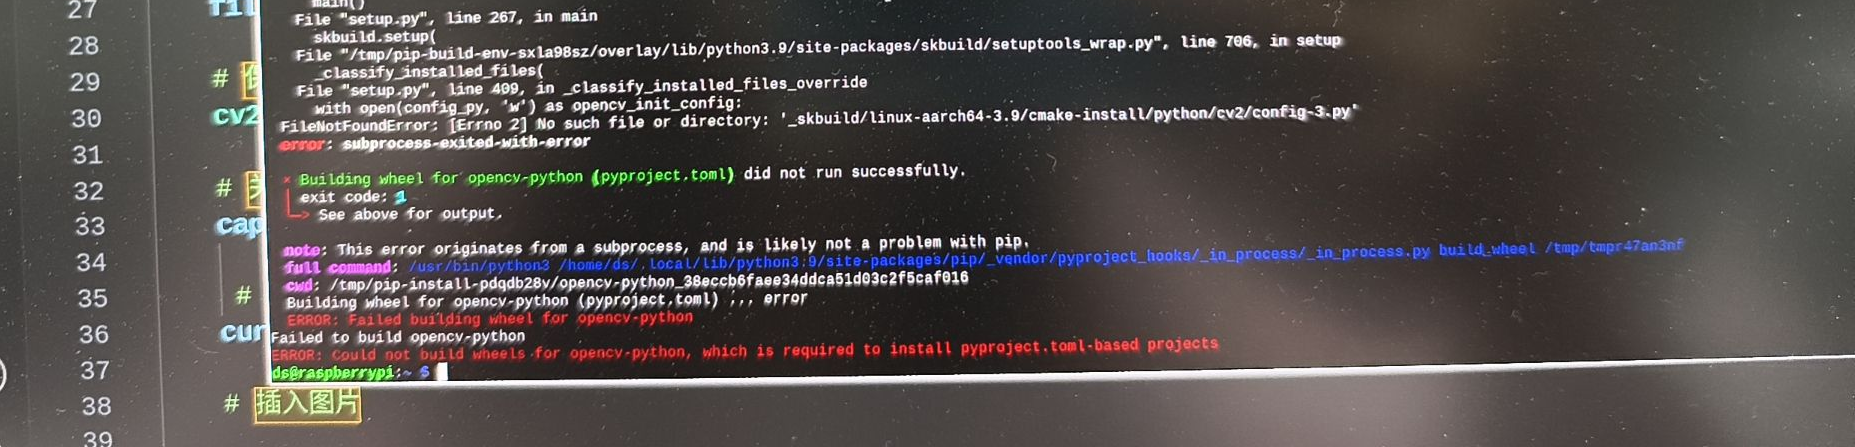 27
28
29
30
31
32
33
34
35
36
37
38
39
#
cv2
#
cap
#
cur
# 插入图片
main()
File "setup.py", line 267, in main
skbuild.setup(
File "/tmp/pip-build-env-sxla98sz/overlay/lib/python3.9/site-packages/skbuild/setuptools_wrap.py", line 706, in setup
_classify_installed_files(
File "setup.py", line 409, in _classify_installed_files_override
with open(config_py, 'w') as opencv_init_config:
FileNotFoundError: [Errno 2] No such file or directory: '_skbuild/linux-aarch64-3.9/cmake-install/python/cv2/config-3.py'
error: subprocess-exited-with-error
× Building wheel for opencv-python (pyproject.toml) did not run successfully.
exit code: 1
See above for output.
note: This error originates from a subprocess, and is likely not a problem with pip.
full command: /usr/bin/python3 /home/ds/.local/lib/python3.9/site-packages/pip/_vendor/pyproject_hooks/_in_process/_in_process.py build_wheel /tmp/tmpr47an3nf
cwd: /tmp/pip-install-pdqdb28v/opencv-python_38eccb6faee34ddca51d03c2f5caf016
Building wheel for opencv-python (pyproject.toml) ... error
ERROR: Failed building wheel for opencv-python
Failed to build opencv-python
ERROR: Could not build wheels for opencv-python, which is required to install pyproject.toml-based projects
ds@raspberrypi:~ $